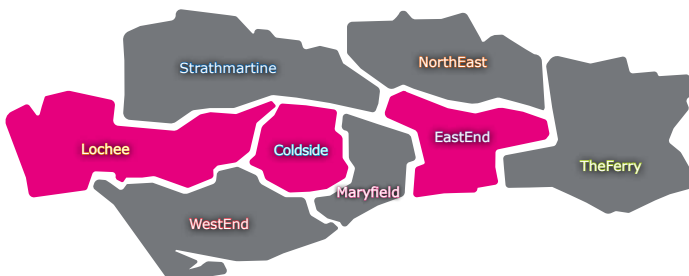 Strathmartine
NorthEast
Lochee
Coldside
EastEnd
Maryfield
TheFerry
WestEnd